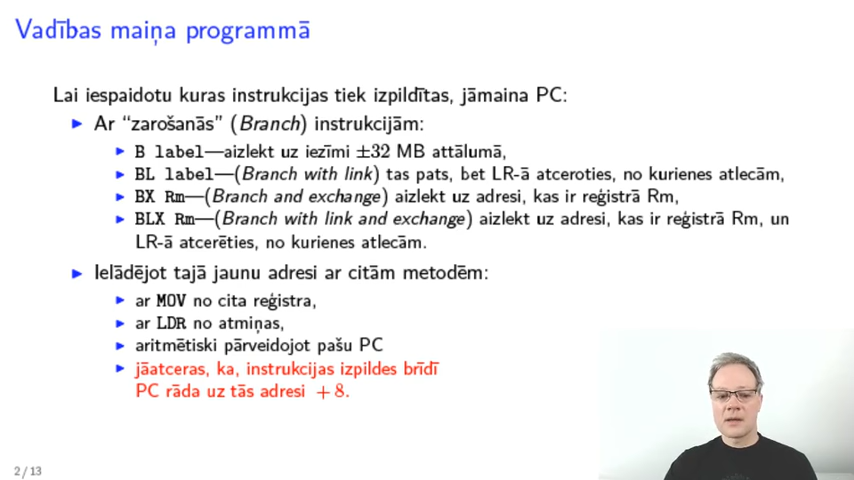 Vadības maiņa programmā
Lai iespaidotu kuras instrukcijas tiek izpildītas, jāmaina PC:
▶ Ar “zarošanās” (Branch) instrukcijām:
▶ B label—aizlekt uz iezīmi ±32 MB attālumā,
▶ BL label—(Branch with link) tas pats, bet LR-ā atceroties, no kurienes atlecām,
▶ BX Rm—(Branch and exchange) aizlekt uz adresi, kas ir reģistrā Rm,
▶ BLX Rm—(Branch with link and exchange) aizlekt uz adresi, kas ir reģistrā Rm, un
LR-ā atcerēties, no kurienes atlecām.
▶ Ielādējot tajā jaunu adresi ar citām metodēm:
▶ ar MOV no cita reģistra,
▶ ar LDR no atmiņas,
▶ aritmētiski pārveidojot pašu PC
▶ jāatceras, ka, instrukcijas izpildes brīdī
PC rāda uz tās adresi +8.
2 / 13